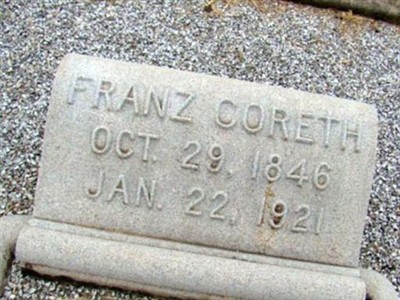 FRANZ CORETH
OCT. 29, 1846
JAN. 22, 1921